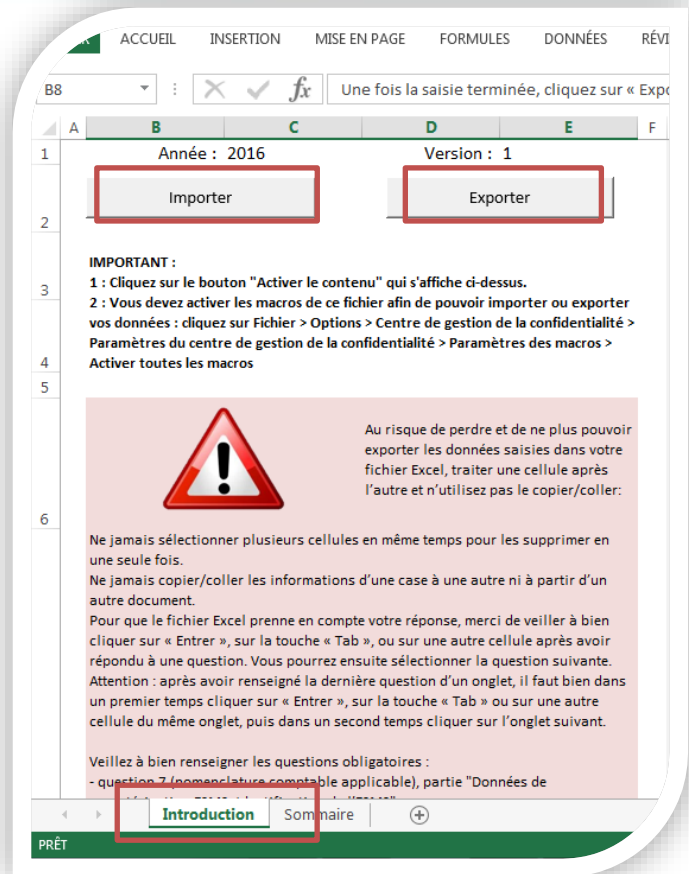 ACCUEIL INSERTION MISE EN PAGE FORMULES DONNÉES RÉVI
B8 fx Une fois la saisie terminée, cliquez sur « Expo
A B C D E F
1 Année : 2016 Version : 1
Importer Exporter
2
IMPORTANT :
1 : Cliquez sur le bouton "Activer le contenu" qui s'affiche ci-dessus.
3
2 : Vous devez activer les macros de ce fichier afin de pouvoir importer ou exporter
vos données : cliquez sur Fichier > Options > Centre de gestion de la confidentialité >
Paramètres du centre de gestion de la confidentialité > Paramètres des macros >
4 Activer toutes les macros
5
Au risque de perdre et de ne plus pouvoir
exporter les données saisies dans votre
fichier Excel, traiter une cellule après
l'autre et n'utilisez pas le copier/coller:
6
Ne jamais sélectionner plusieurs cellules en même temps pour les supprimer en
une seule fois.
Ne jamais copier/coller les informations d'une case à une autre ni à partir d'un
autre document.
Pour que le fichier Excel prenne en compte votre réponse, merci de veiller à bien
cliquer sur « Entrer », sur la touche « Tab », ou sur une autre cellule après avoir
répondu à une question. Vous pourrez ensuite sélectionner la question suivante.
Attention : après avoir renseigné la dernière question d'un onglet, il faut bien dans
un premier temps cliquer sur « Entrer », sur la touche « Tab » ou sur une autre
cellule du même onglet, puis dans un second temps cliquer sur l'onglet suivant.
Veillez à bien renseigner les questions obligatoires :
- question 7 (nomenclature comptable applicable), partie "Données de
Introduction Sommaire
PRÊT